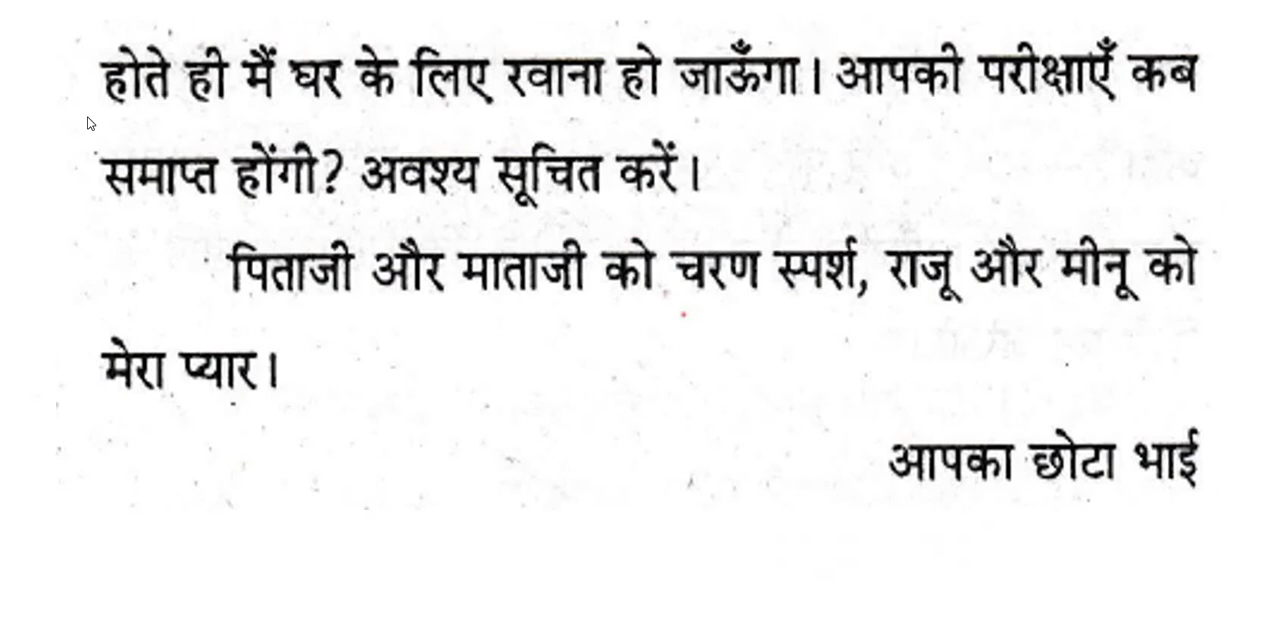 होते ही मैं घर के लिए रवाना हो जाऊँगा। आपकी परीक्षाएँ कब
समाप्त होंगी? अवश्य सूचित करें।
पिताजी और माताजी को चरण स्पर्श, राजू और मीनू को
मेरा प्यार।
आपका छोटा भाई